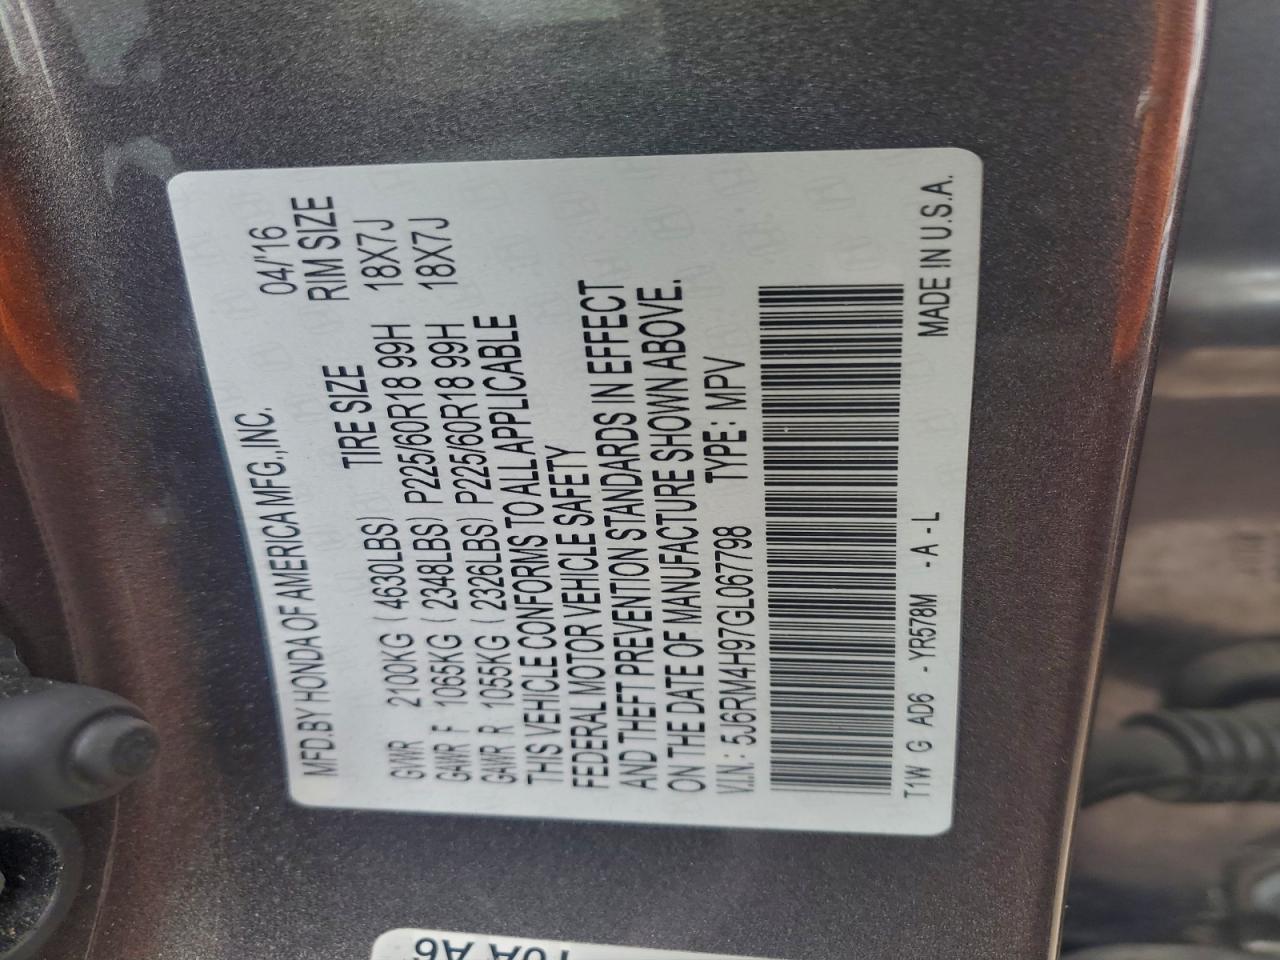 MFD.BY HONDA OF AMERICA MFG.,INC. 04/'16
TIRE SIZE RIM SIZE
GVWR 2100KG ( 4630LBS)
GAWR F 1065KG ( 2348LBS) P225/60R18 99H 18X7J
GAWR R 1055KG ( 2326LBS) P225/60R18 99H 18X7J
THIS VEHICLE CONFORMS TO ALL APPLICABLE
FEDERAL MOTOR VEHICLE SAFETY
AND THEFT PREVENTION STANDARDS IN EFFECT
ON THE DATE OF MANUFACTURE SHOWN ABOVE.
V.I.N.: 5J6RM4H97GL067798 TYPE: MPV
T1W G AD6 - YR578M -A - L MADE IN U.S.A.
T0A A6